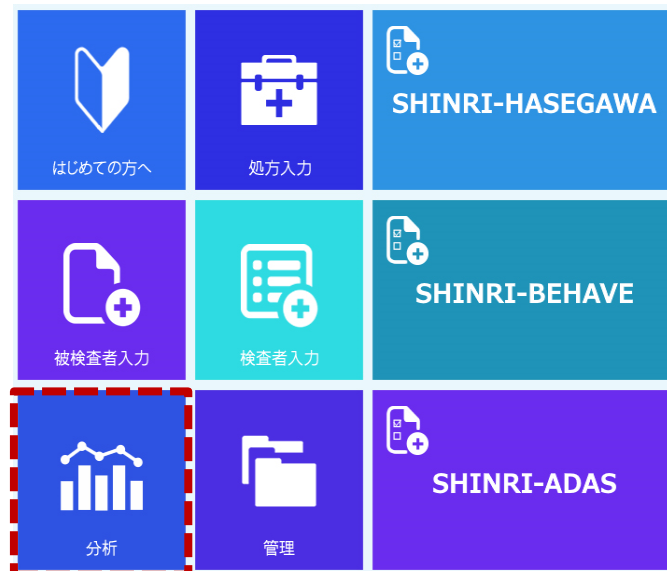 はじめての方へ
処方入力
SHINRI-HASEGAWA
被検査者入力
検査者入力
SHINRI-BEHAVE
分析
管理
SHINRI-ADAS